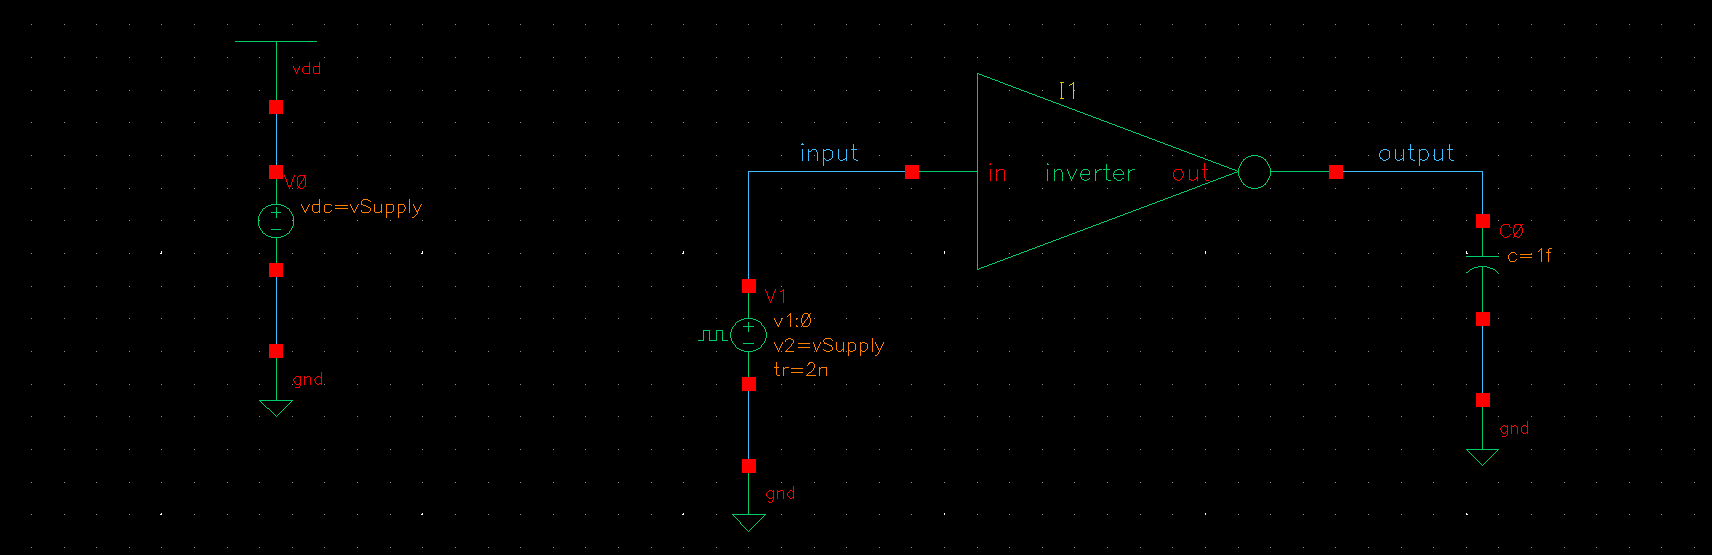 vdd
V0
vdc=vSupply
gnd
I1
input
in
inverter
out
output
V1
v1:0
v2=vSupply
tr=2n
gnd
C0
c=1f
gnd